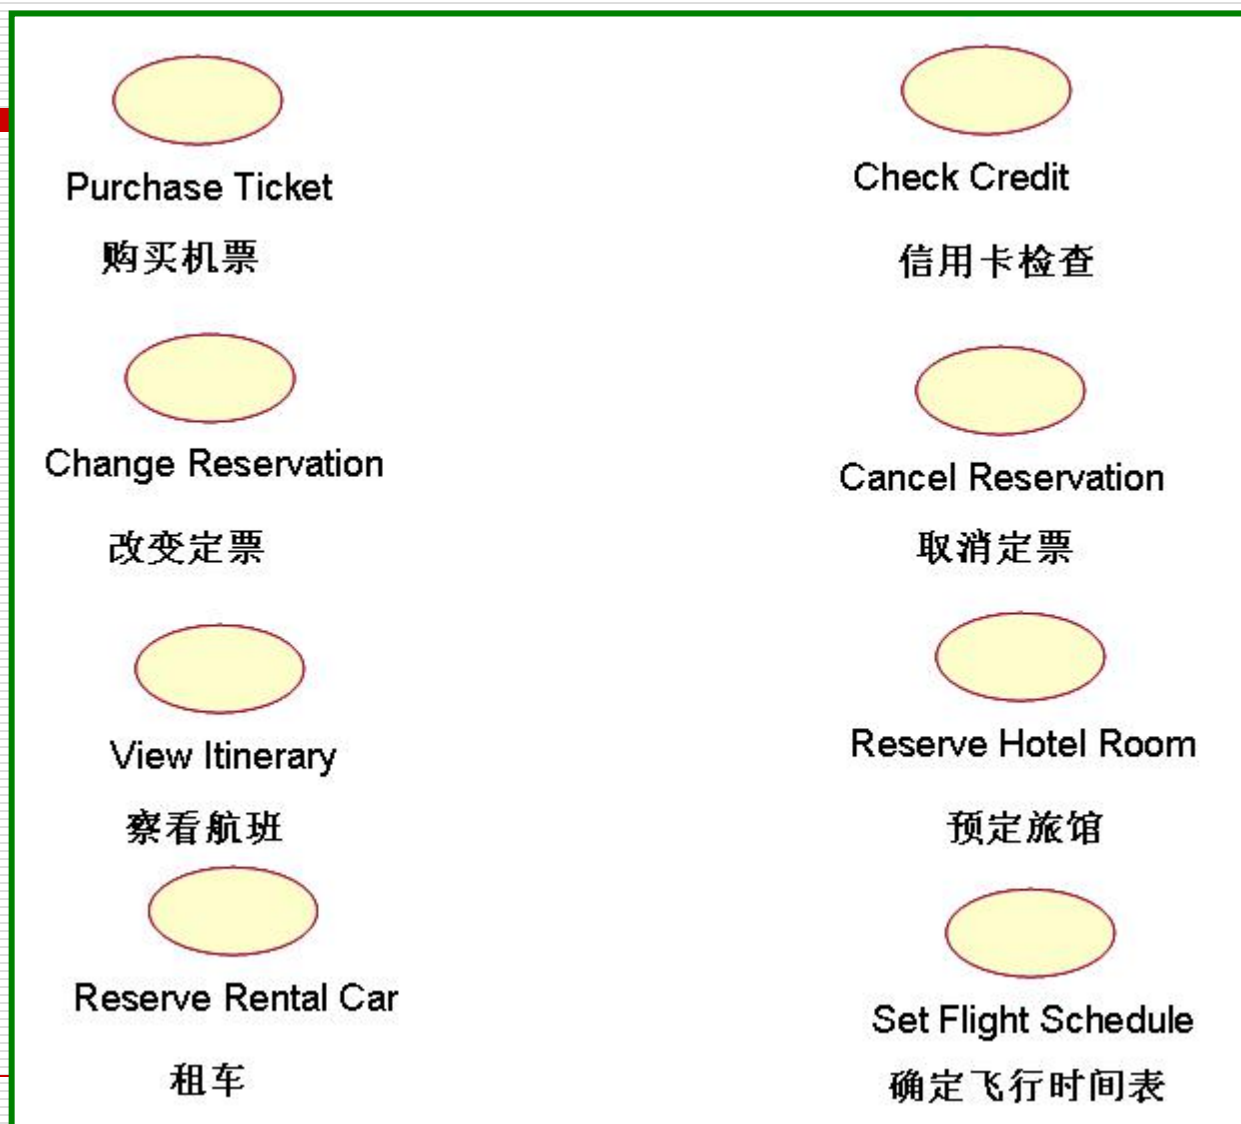 Purchase Ticket
购买机票
Check Credit
信用卡检查
Change Reservation
改变定票
Cancel Reservation
取消定票
View Itinerary
察看航班
Reserve Hotel Room
预定旅馆
Reserve Rental Car
租车
Set Flight Schedule
确定飞行时间表